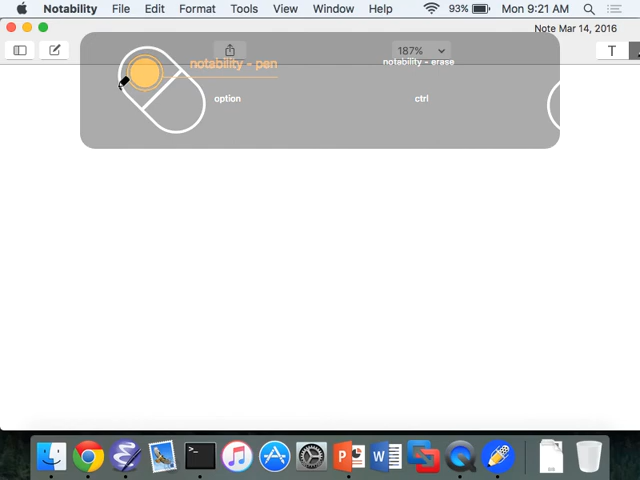 Notability File Edit Format Tools View Window Help 93% Mon 9:21 AM
Note Mar 14, 2016
187% T
notability - pen notability - erase
option ctrl
>_ P W